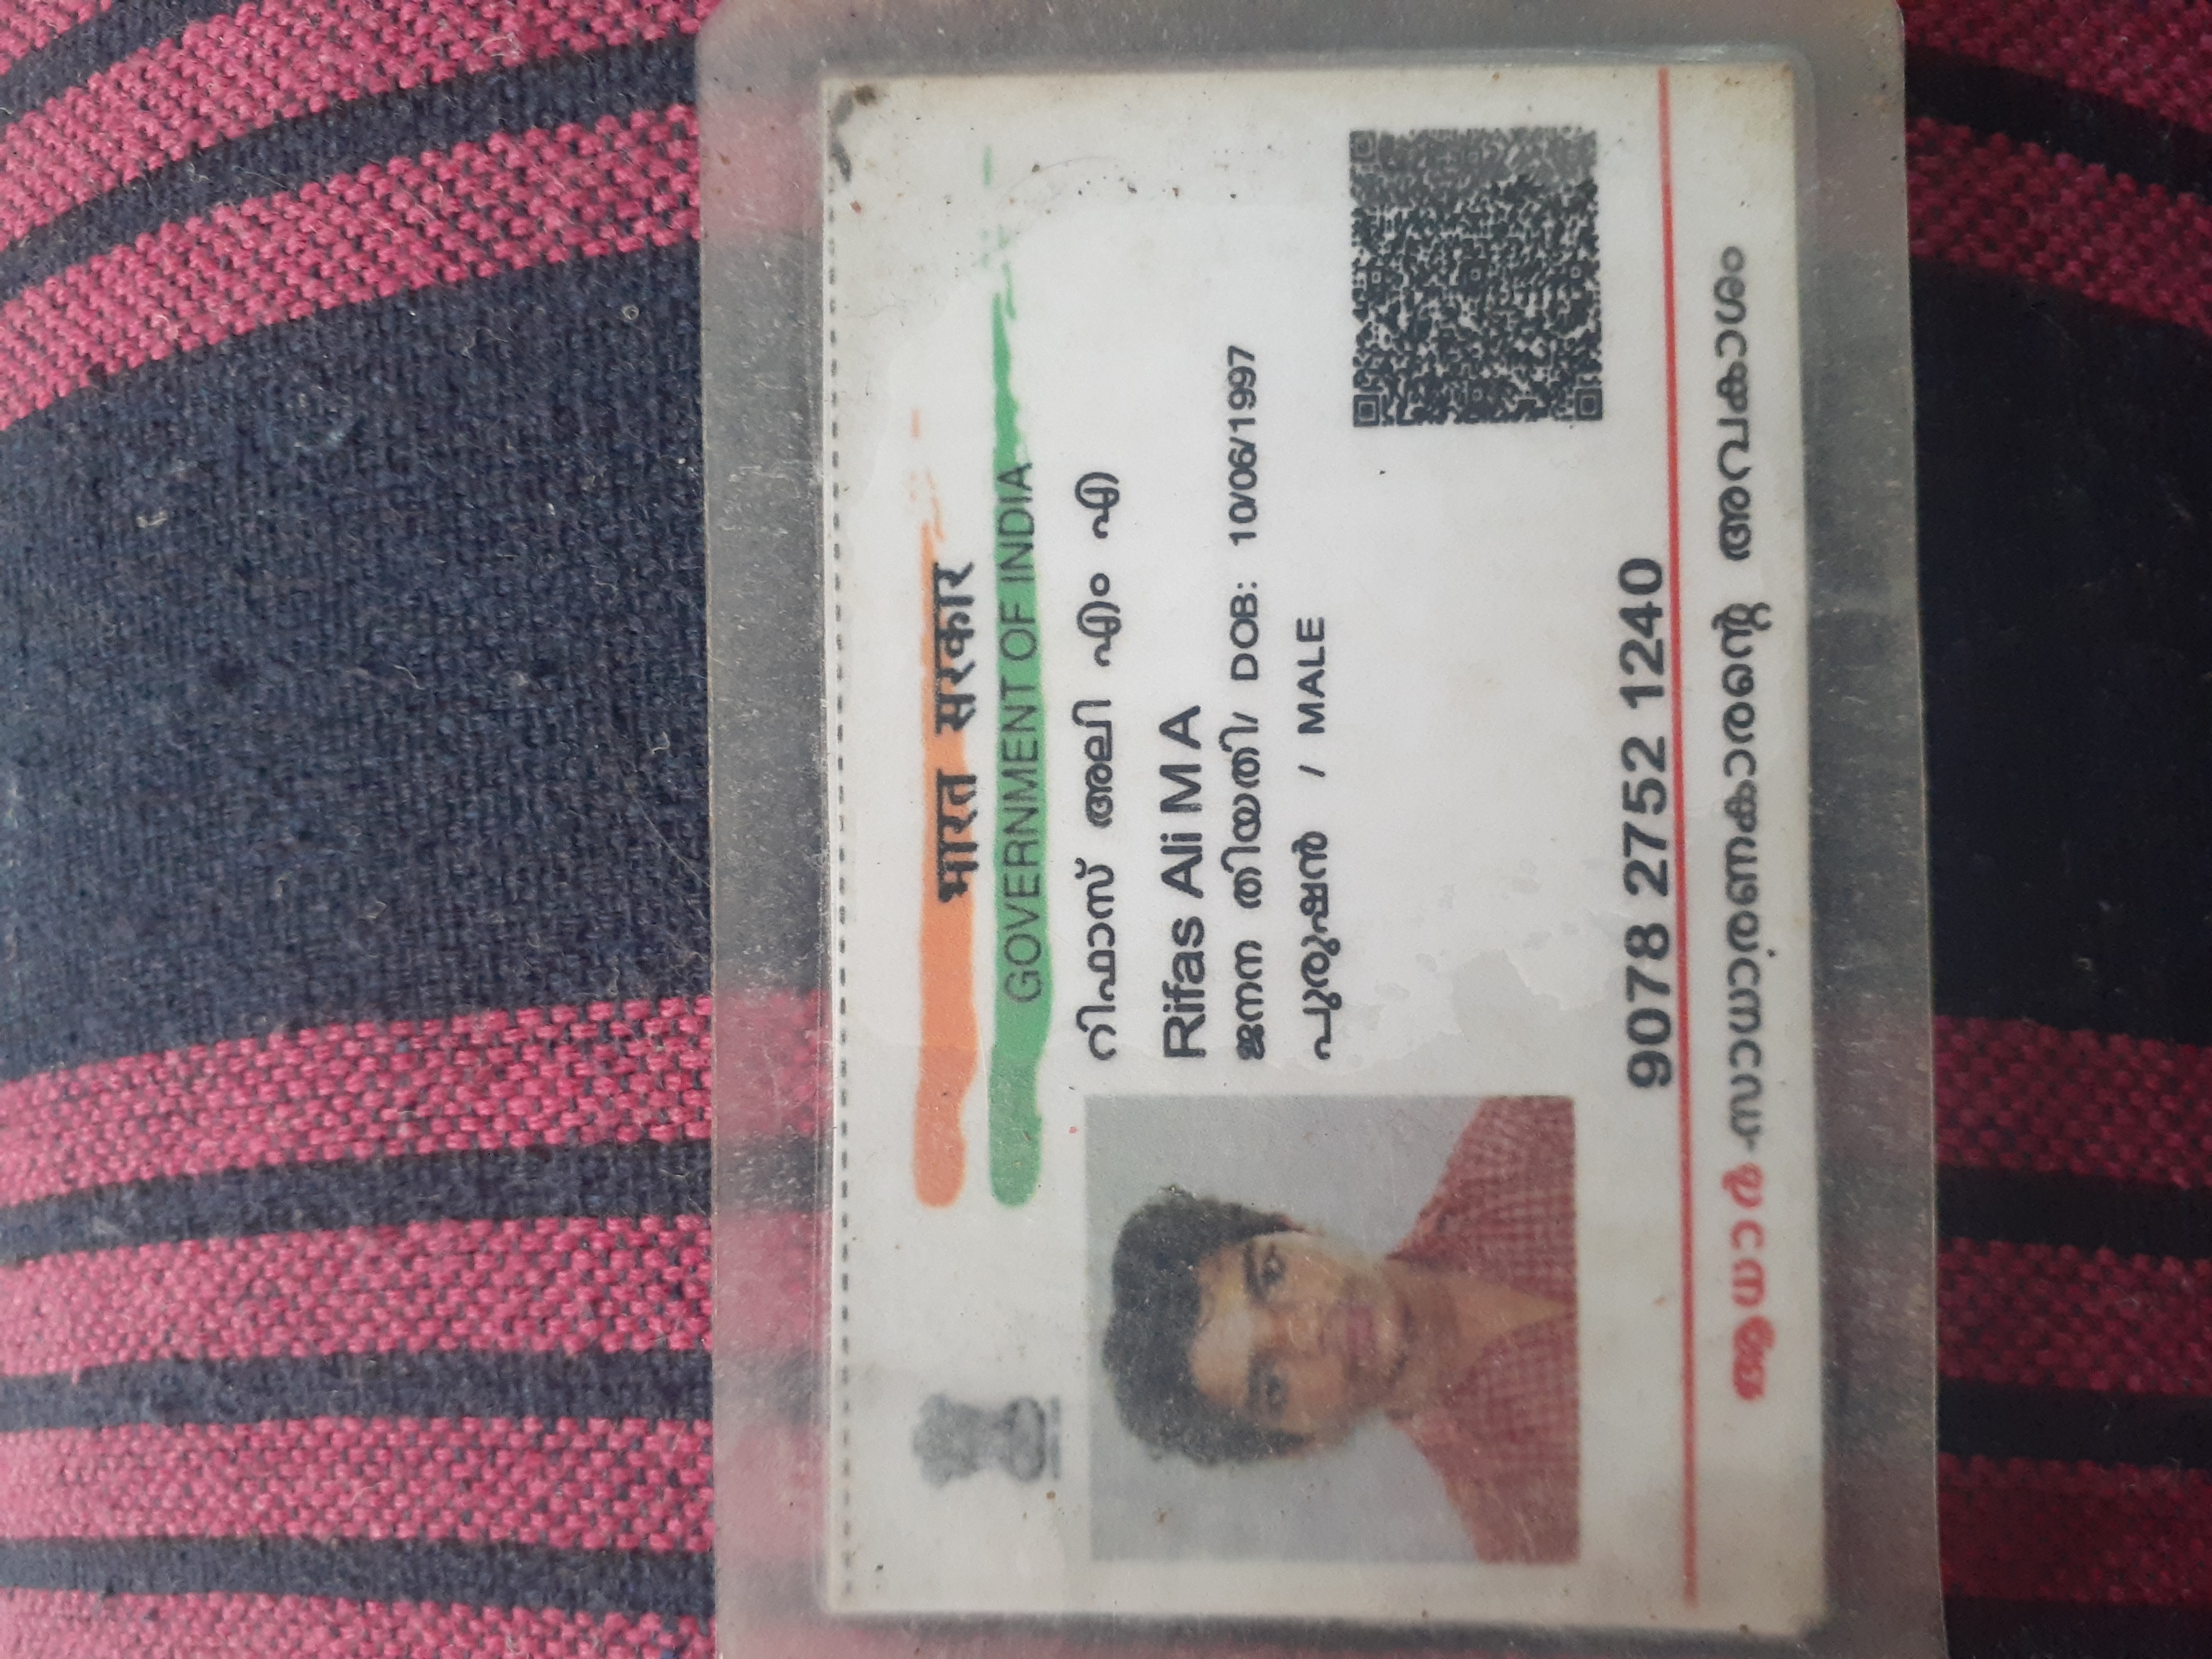 भारत सरकार
GOVERNMENT OF INDIA
റിഫാസ് അലി എം എ
Rifas Ali M A
ജനന തിയതി/ DOB: 10/06/1997
പുരുഷൻ / MALE
9078 2752 1240
ആധാർ-സാധാരണകാരന്റെ അവകാശം